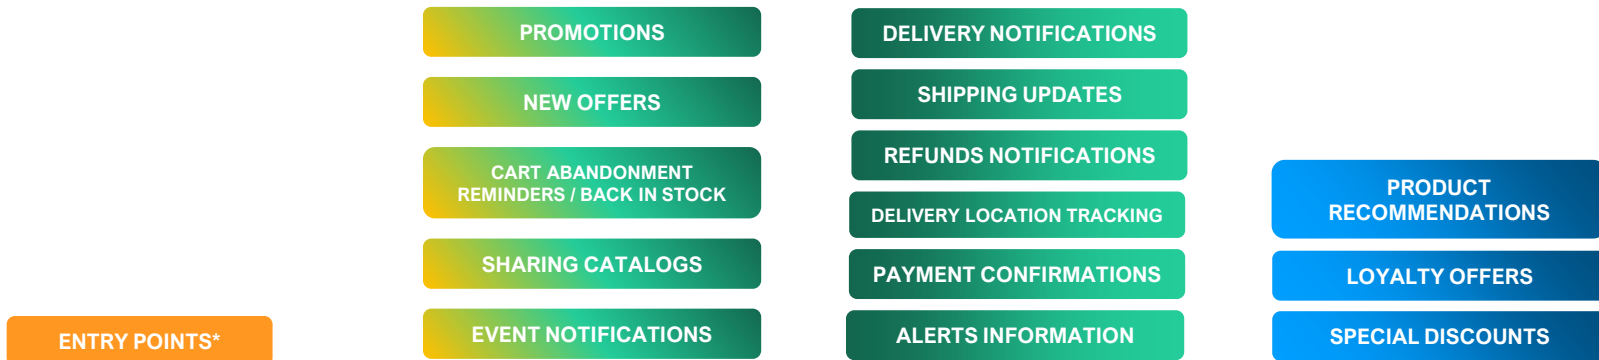 PROMOTIONS
NEW OFFERS
CART ABANDONMENT
REMINDERS / BACK IN STOCK
SHARING CATALOGS
EVENT NOTIFICATIONS
DELIVERY NOTIFICATIONS
SHIPPING UPDATES
REFUNDS NOTIFICATIONS
DELIVERY LOCATION TRACKING
PAYMENT CONFIRMATIONS
ALERTS INFORMATION
PRODUCT
RECOMMENDATIONS
LOYALTY OFFERS
SPECIAL DISCOUNTS
ENTRY POINTS*